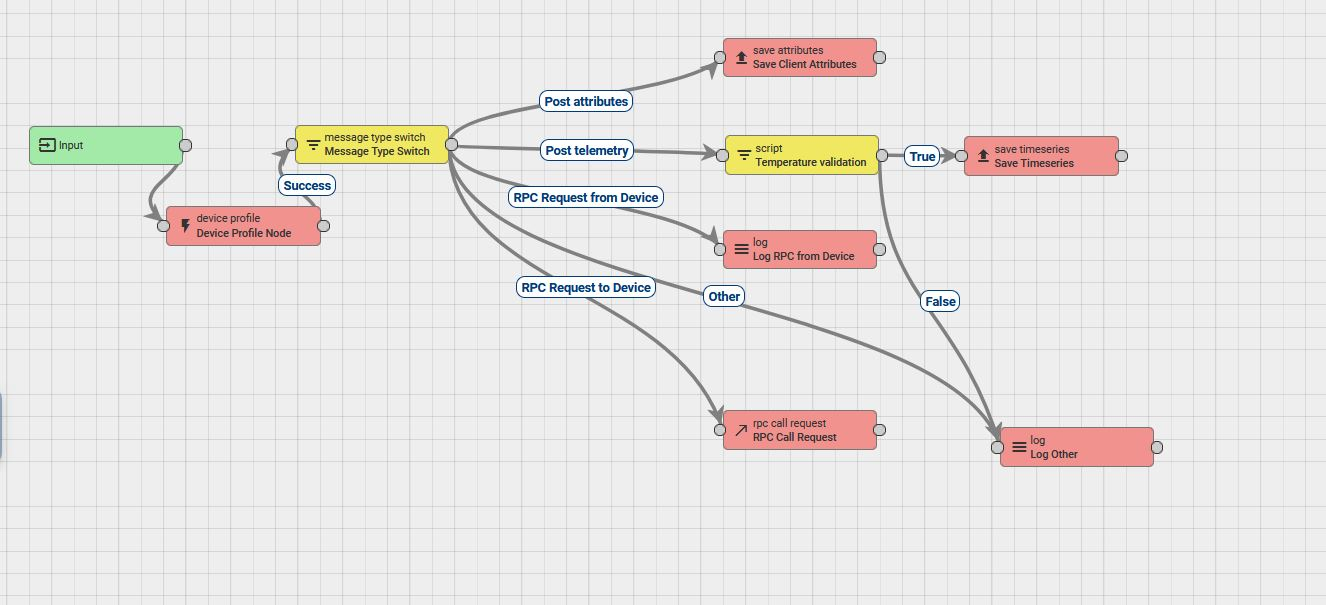 save attributes
Save Client Attributes
Post attributes
Input
message type switch
Message Type Switch
Post telemetry
script
Temperature validation
True
save timeseries
Save Timeseries
Success
RPC Request from Device
device profile
Device Profile Node
log
Log RPC from Device
RPC Request to Device
Other
False
rpc call request
RPC Call Request
log
Log Other